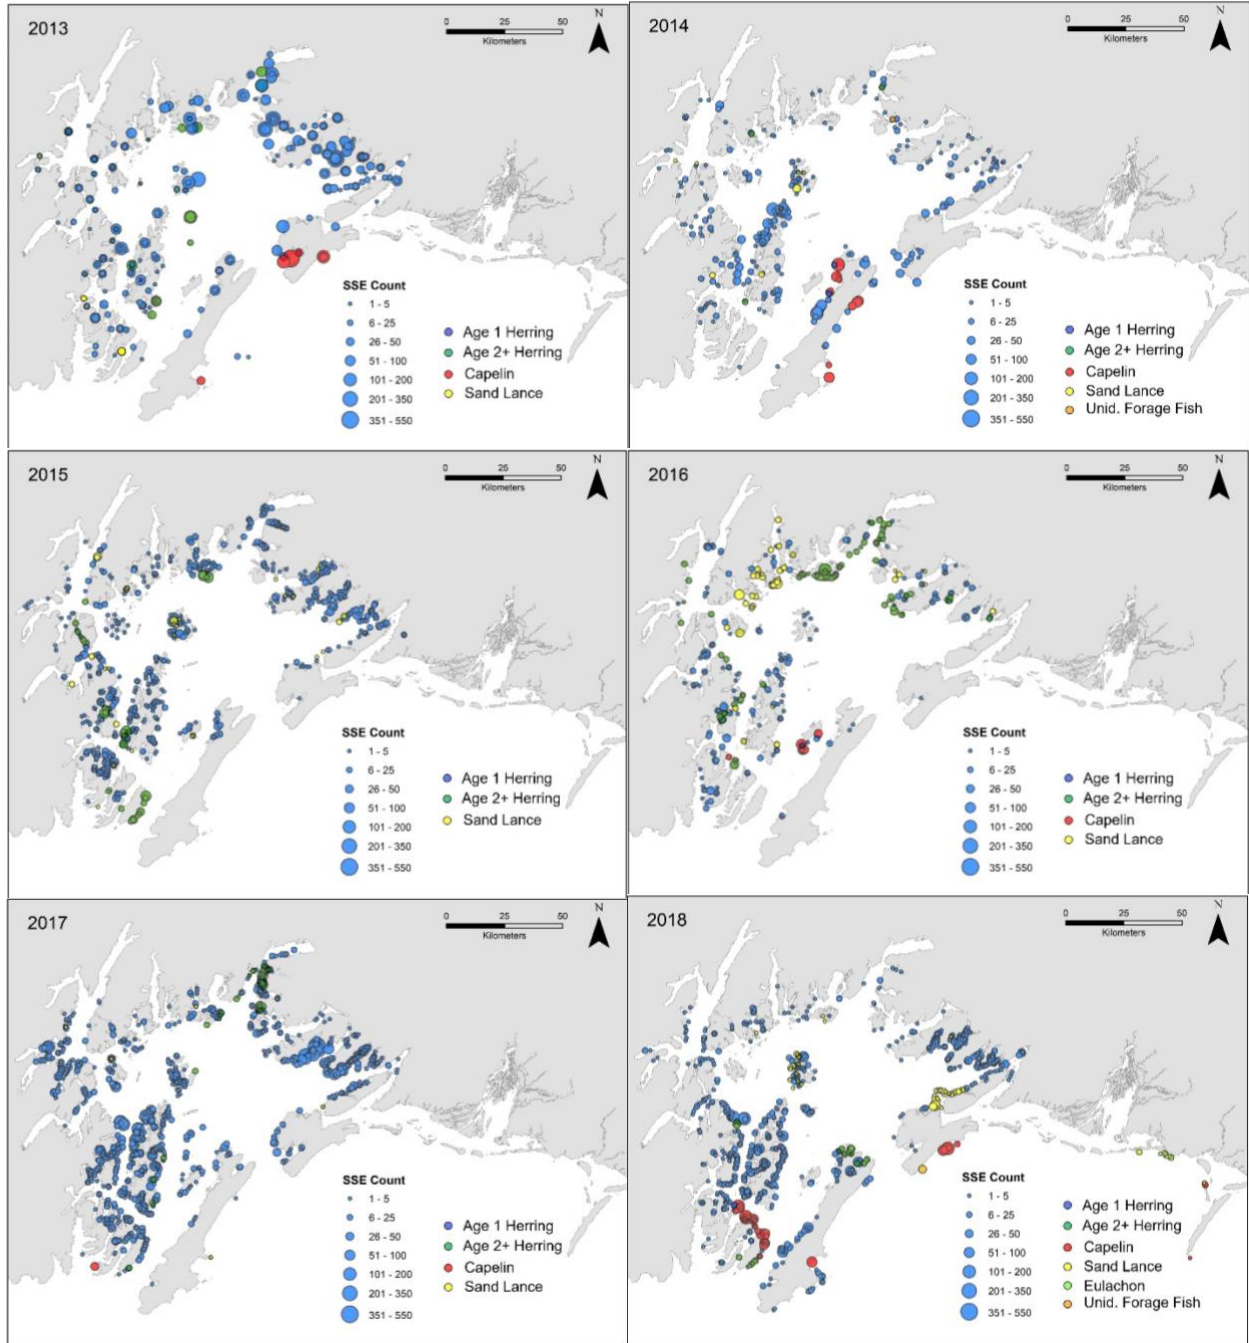 2013
N
0 25 50
Kilometers
SSE Count
1 - 5
6 - 25
26 - 50
51 - 100
101 - 200
201 - 350
351 - 550
Age 1 Herring
Age 2+ Herring
Capelin
Sand Lance
2014
N
0 25 50
Kilometers
SSE Count
1 - 5
6 - 25
26 - 50
51 - 100
101 - 200
201 - 350
351 - 550
Age 1 Herring
Age 2+ Herring
Capelin
Sand Lance
Unid. Forage Fish
2015
N
0 25 50
Kilometers
SSE Count
1 - 5
6 - 25
26 - 50
51 - 100
101 - 200
201 - 350
351 - 550
Age 1 Herring
Age 2+ Herring
Sand Lance
2016
N
0 25 50
Kilometers
SSE Count
1 - 5
6 - 25
26 - 50
51 - 100
101 - 200
201 - 350
351 - 550
Age 1 Herring
Age 2+ Herring
Capelin
Sand Lance
2017
N
0 25 50
Kilometers
SSE Count
1 - 5
6 - 25
26 - 50
51 - 100
101 - 200
201 - 350
351 - 550
Age 1 Herring
Age 2+ Herring
Capelin
Sand Lance
2018
N
0 25 50
Kilometers
SSE Count
1 - 5
6 - 25
26 - 50
51 - 100
101 - 200
201 - 350
351 - 550
Age 1 Herring
Age 2+ Herring
Capelin
Sand Lance
Eulachon
Unid. Forage Fish